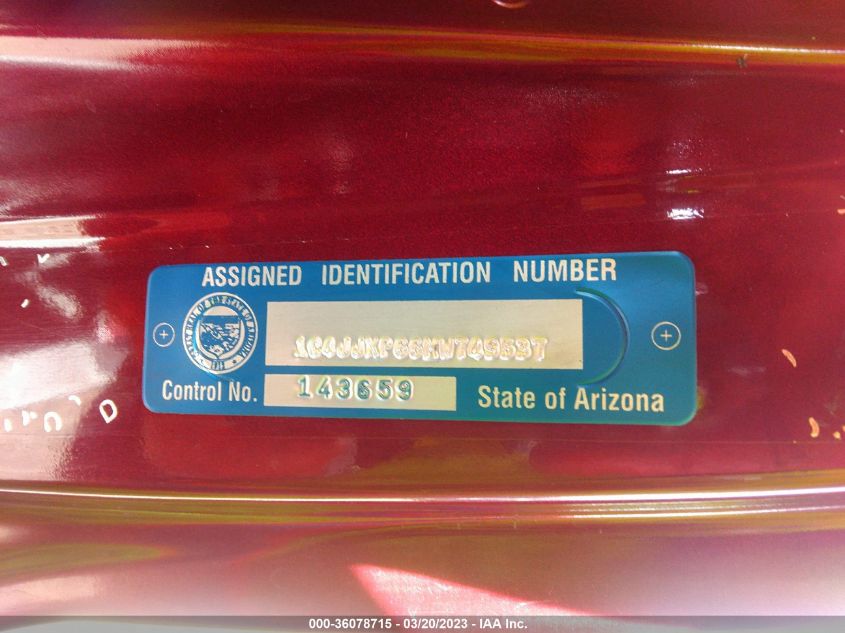 ASSIGNED IDENTIFICATION NUMBER
Control No. 143659
State of Arizona
000-36078715 - 03/20/2023 - IAA Inc.